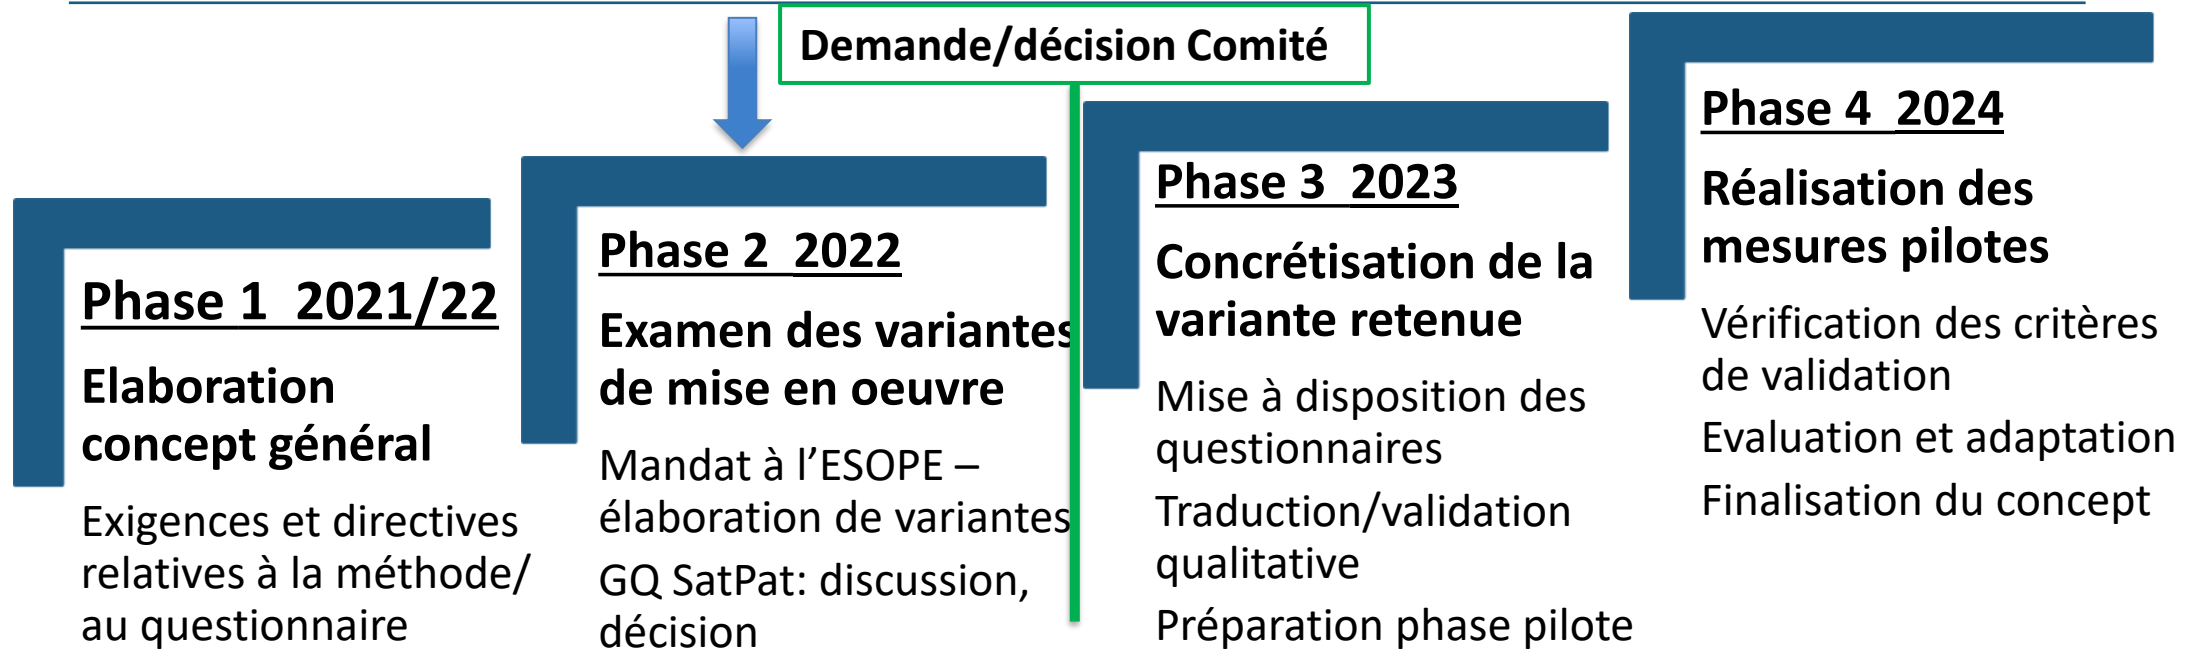 Demande/décision Comité
Phase 1  2021/22
Elaboration
concept général
Exigences et directives
relatives à la méthode/
au questionnaire
Phase 2  2022
Examen des variantes
de mise en oeuvre
Mandat à l’ESOPE –
élaboration de variantes
GQ SatPat: discussion,
décision
Phase 3  2023
Concrétisation de la
variante retenue
Mise à disposition des
questionnaires
Traduction/validation
qualitative
Préparation phase pilote
Phase 4  2024
Réalisation des
mesures pilotes
Vérification des critères
de validation
Evaluation et adaptation
Finalisation du concept